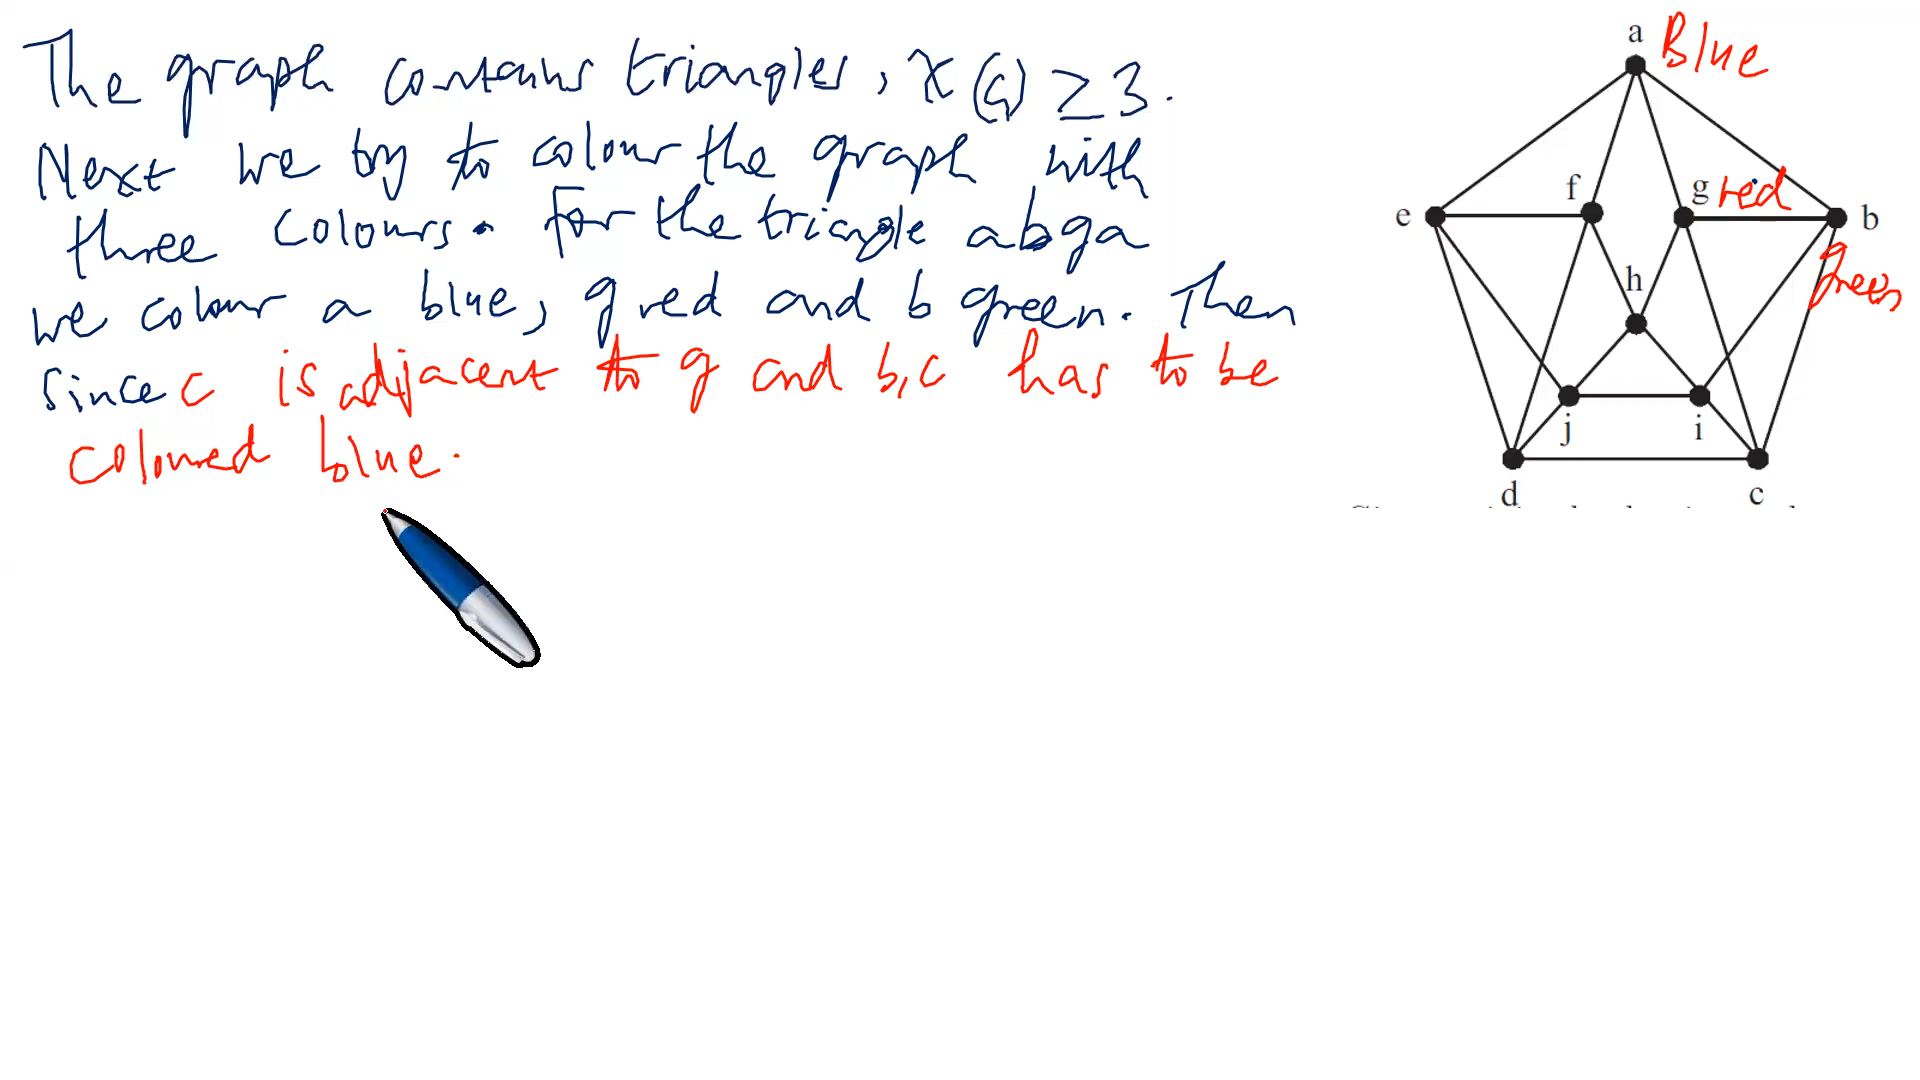 The graph contains triangles, χ(G) ≥ 3.
Next we try to colour the graph with
three colours. For the triangle abga
we colour a blue, g red and b green. Then
since c is adjacent to g and b, c has to be
coloured blue.
a Blue
f
g red
e
b
green
h
j
i
d
c